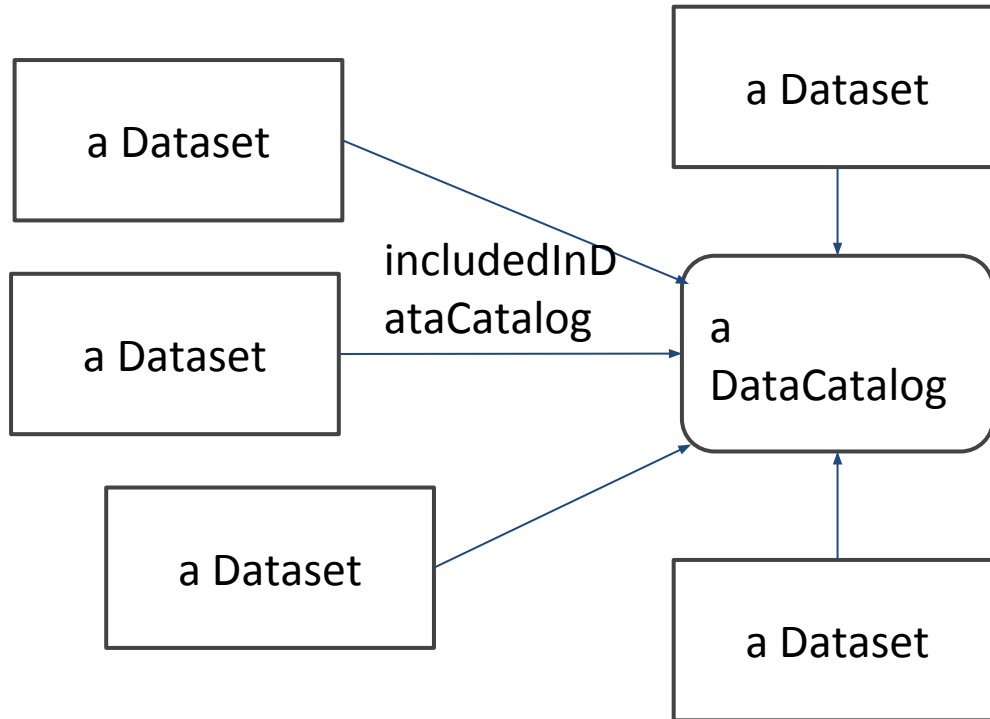 a Dataset
a Dataset
includedInD
ataCatalog
a Dataset
a
DataCatalog
a Dataset
a Dataset